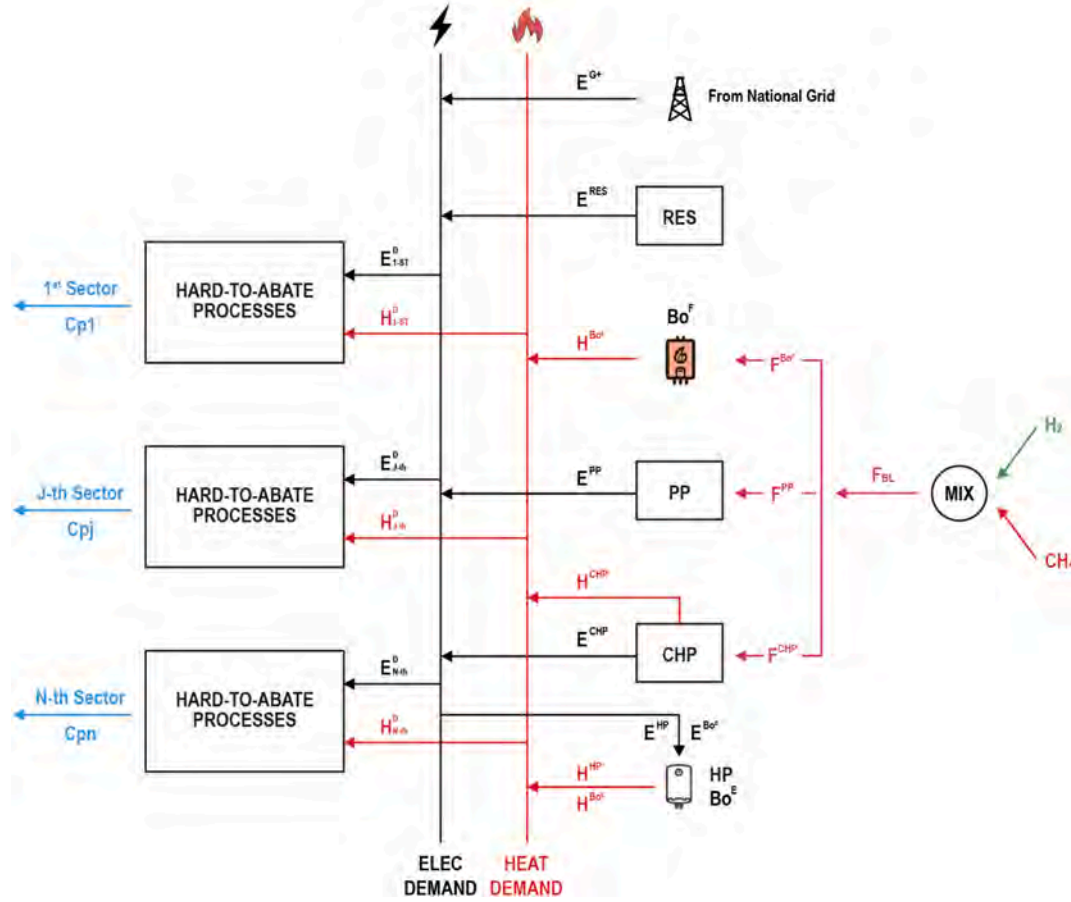 E^G+
From National Grid
E^RES
RES
1st Sector
Cp1
HARD-TO-ABATE
PROCESSES
E^D_1-ST
H^D_1-ST
Bo^F
H^Bo^F
F^Bo^F
H₂
J-th Sector
Cpj
HARD-TO-ABATE
PROCESSES
E^D_J-th
H^D_J-th
E^PP
PP
F^PP
F_BL
MIX
CH₄
H^CHP
E^CHP
CHP
F^CHP
N-th Sector
Cpn
HARD-TO-ABATE
PROCESSES
E^D_N-th
H^D_N-th
E^HP E^Bo^E
H^HP
H^Bo^E
HP
Bo^E
ELEC
DEMAND
HEAT
DEMAND